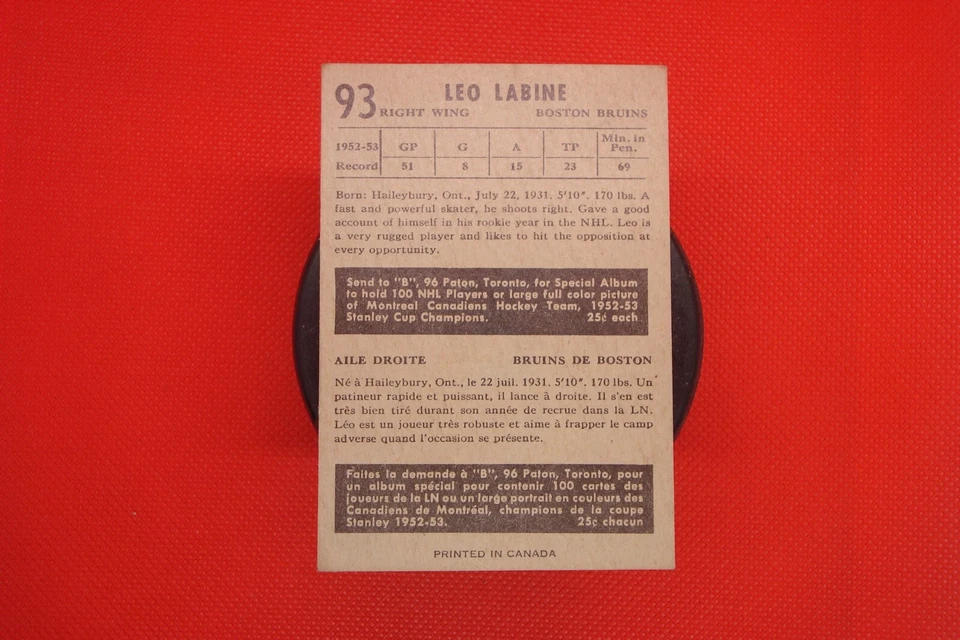 93 LEO LABINE
RIGHT WING BOSTON BRUINS
1952-53 GP G A TP Min. in Pen.
Record 51 8 15 23 69
Born: Haileybury, Ont., July 22, 1931. 5'10". 170 lbs. A
fast and powerful skater, he shoots right. Gave a good
account of himself in his rookie year in the NHL. Leo is
a very rugged player and likes to hit the opposition at
every opportunity.
Send to "B", 96 Paton, Toronto, for Special Album
to hold 100 NHL Players or large full color picture
of Montreal Canadiens Hockey Team, 1952-53
Stanley Cup Champions. 25¢ each
AILE DROITE BRUINS DE BOSTON
Né à Haileybury, Ont., le 22 juil. 1931. 5'10". 170 lbs. Un
patineur rapide et puissant, il lance à droite. Il s'en est
très bien tiré durant son année de recrue dans la LN.
Léo est un joueur très robuste et aime à frapper le camp
adverse quand l'occasion se présente.
Faites la demande à "B", 96 Paton, Toronto, pour
un album spécial pour contenir 100 cartes des
joueurs de la LN ou un large portrait en couleurs des
Canadiens de Montréal, champions de la coupe
Stanley 1952-53. 25¢ chacun
PRINTED IN CANADA